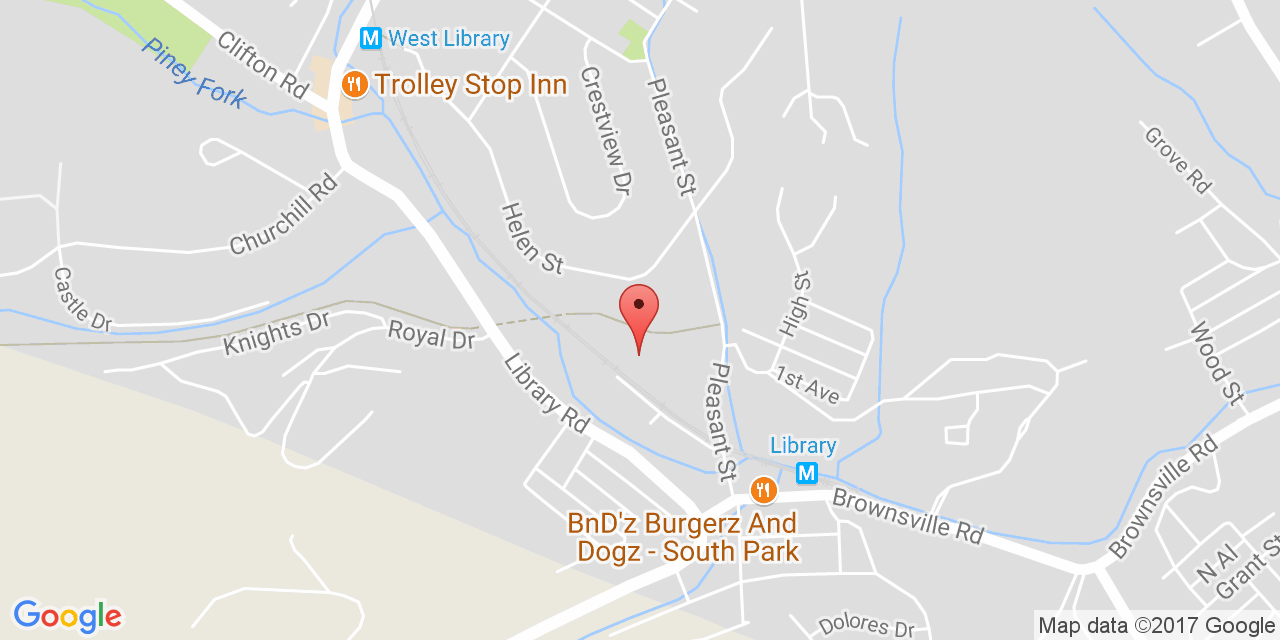 West Library
Clifton Rd
Piney Fork
Trolley Stop Inn
Crestview Dr
Pleasant St
Grove Rd
Churchill Rd
Helen St
Castle Dr
High St
Knights Dr
Royal Dr
Wood St
Library Rd
Pleasant St
1st Ave
Library
M
M
BnD'z Burgerz And
Dogz - South Park
Brownsville Rd
Brownsville Rd
N Al
Grant St
Dolores Dr
Google
Map data ©2017 Google